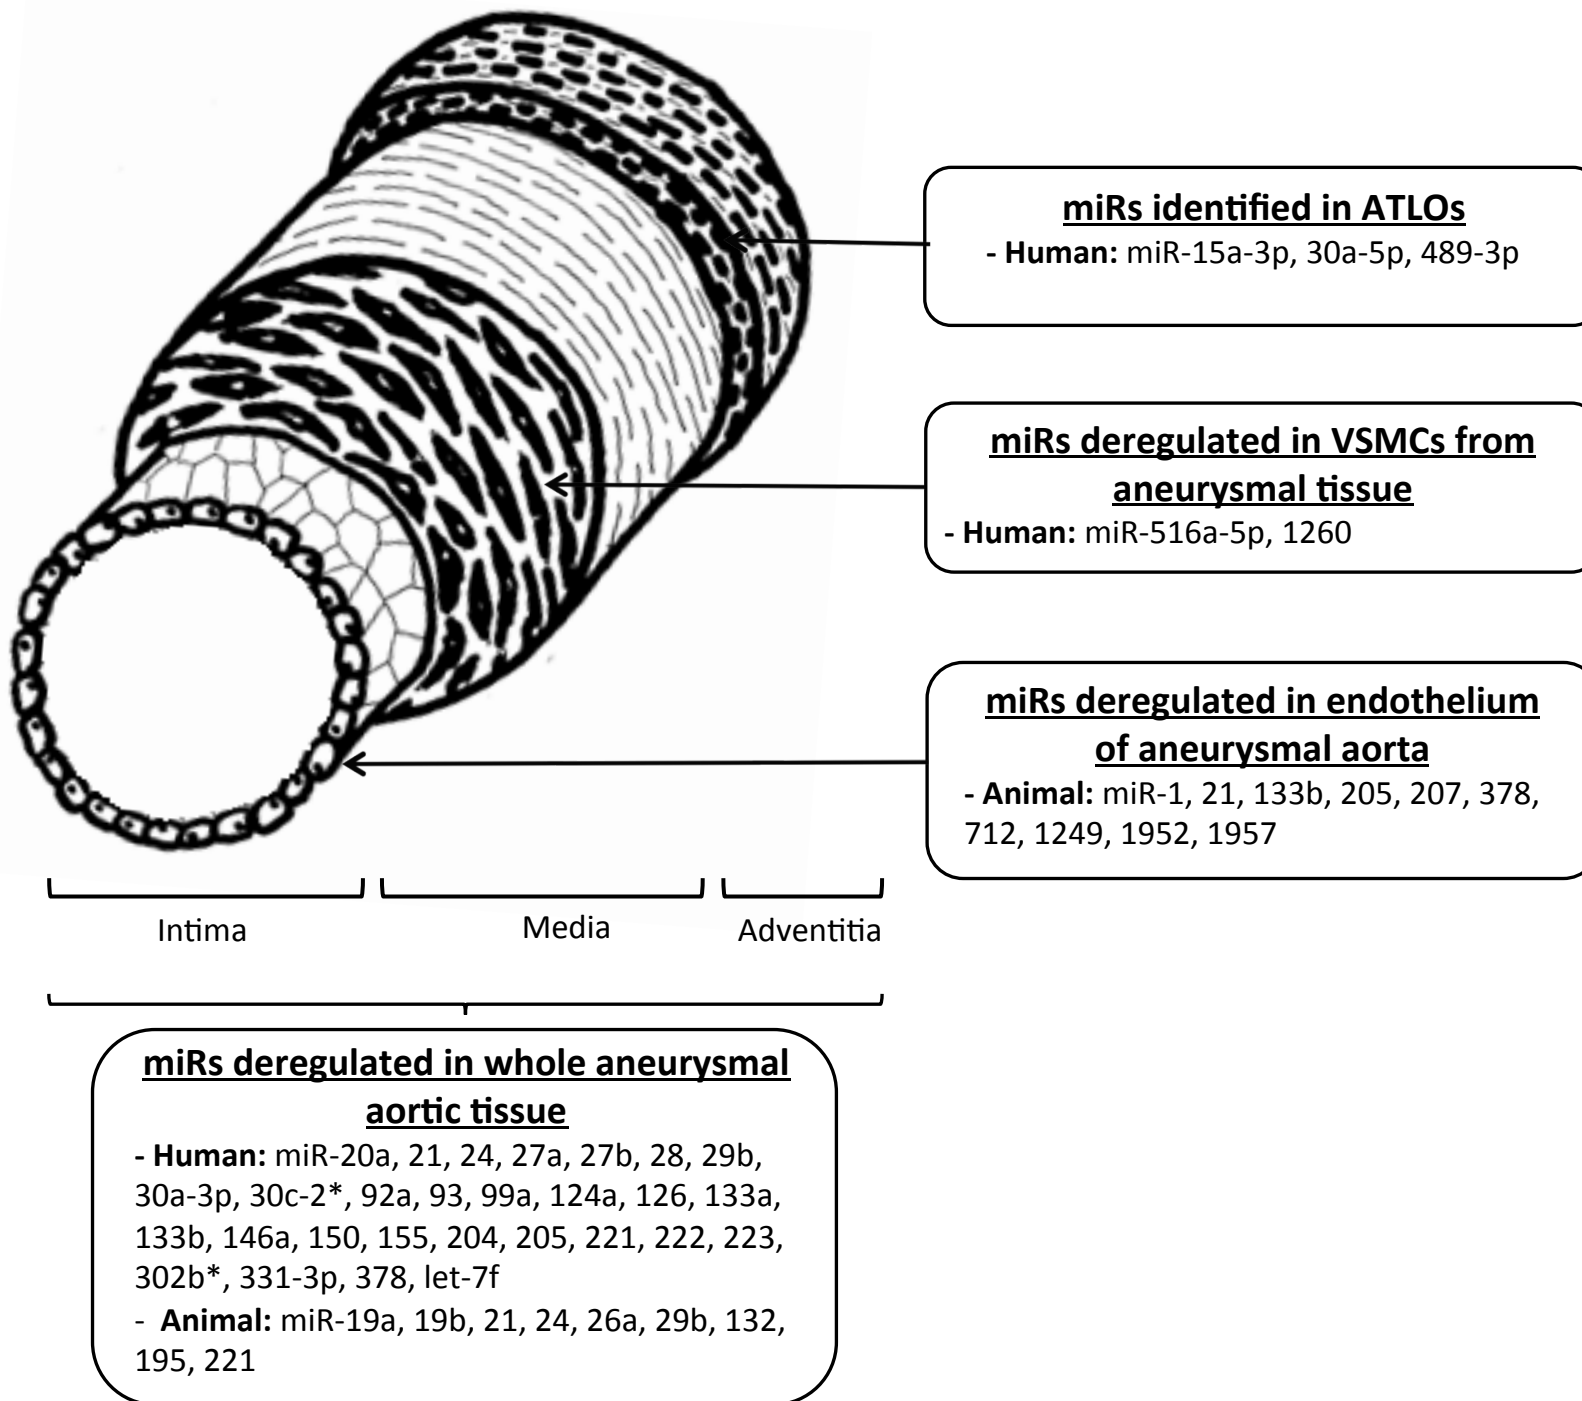 miRs identified in ATLOs
- Human: miR-15a-3p, 30a-5p, 489-3p
miRs deregulated in VSMCs from
aneurysmal tissue
- Human: miR-516a-5p, 1260
miRs deregulated in endothelium
of aneurysmal aorta
- Animal: miR-1, 21, 133b, 205, 207, 378,
712, 1249, 1952, 1957
Intima
Media
Adventitia
miRs deregulated in whole aneurysmal
aortic tissue
- Human: miR-20a, 21, 24, 27a, 27b, 28, 29b,
30a-3p, 30c-2*, 92a, 93, 99a, 124a, 126, 133a,
133b, 146a, 150, 155, 204, 205, 221, 222, 223,
302b*, 331-3p, 378, let-7f
- Animal: miR-19a, 19b, 21, 24, 26a, 29b, 132,
195, 221